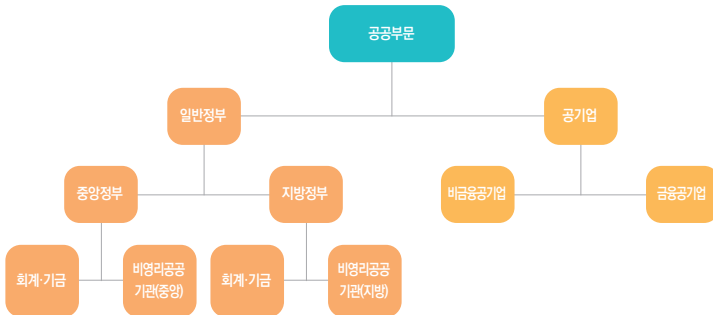 공공부문
일반정부
공기업
중앙정부
지방정부
비금융공기업
금융공기업
회계·기금
비영리공공
기관(중앙)
회계·기금
비영리공공
기관(지방)